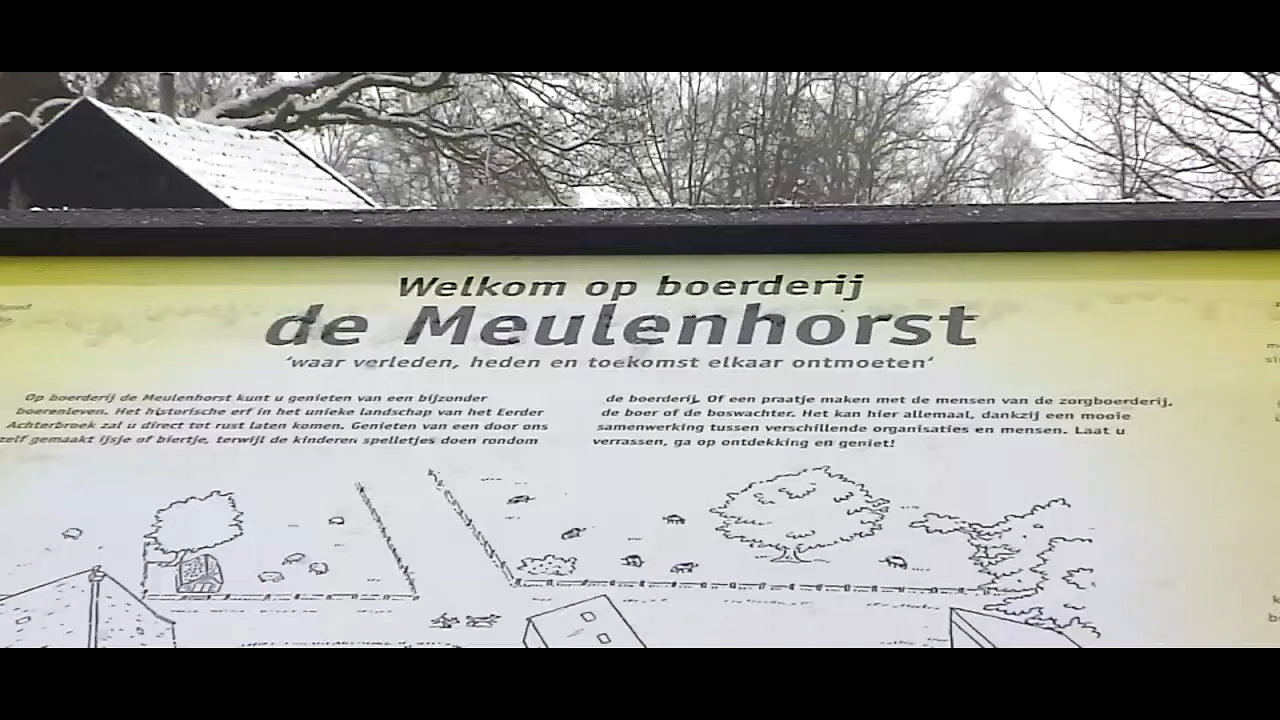 Welkom op boerderij
de Meulenhorst
'waar verleden, heden en toekomst elkaar ontmoeten'
Op boerderij de Meulenhorst kunt u genieten van een bijzonder
boerenleven. Het historische erf in het unieke landschap van het Eerder
Achterbroek zal u direct tot rust laten komen. Genieten van een door ons
zelf gemaakt ijsje of biertje, terwijl de kinderen spelletjes doen rondom
de boerderij. Of een praatje maken met de mensen van de zorgboerderij,
de boer of de boswachter. Het kan hier allemaal, dankzij een mooie
samenwerking tussen verschillende organisaties en mensen. Laat u
verrassen, ga op ontdekking en geniet!